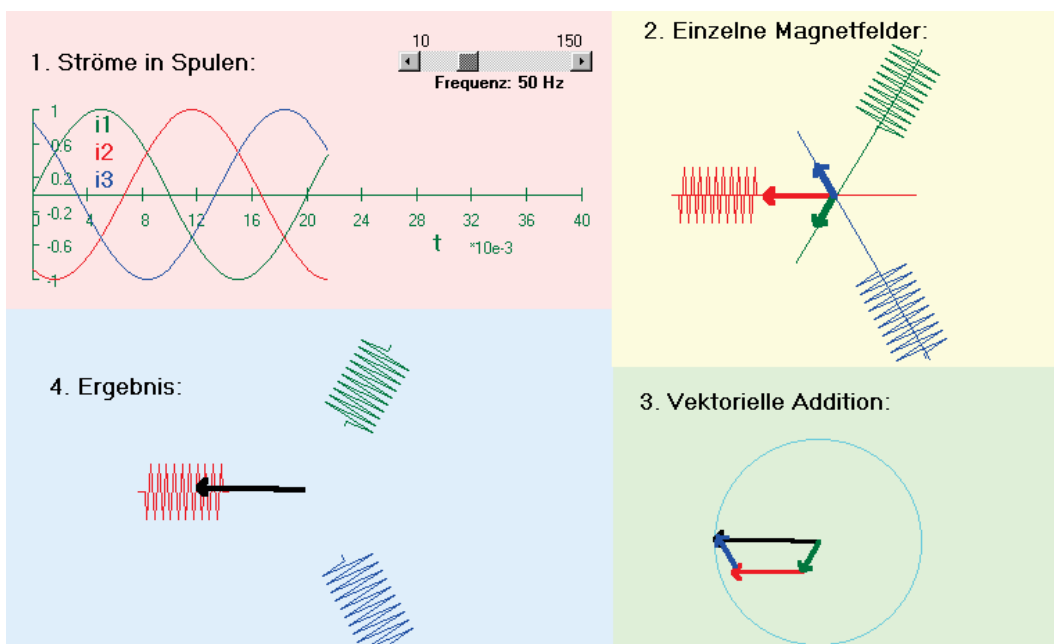 1. Ströme in Spulen:
10 150
Frequenz: 50 Hz
1
0.6
0.2
-0.2
-0.6
-1
i1
i2
i3
4 8 12 16 20 24 28 32 36 40
t *10e-3
2. Einzelne Magnetfelder:
4. Ergebnis:
3. Vektorielle Addition: